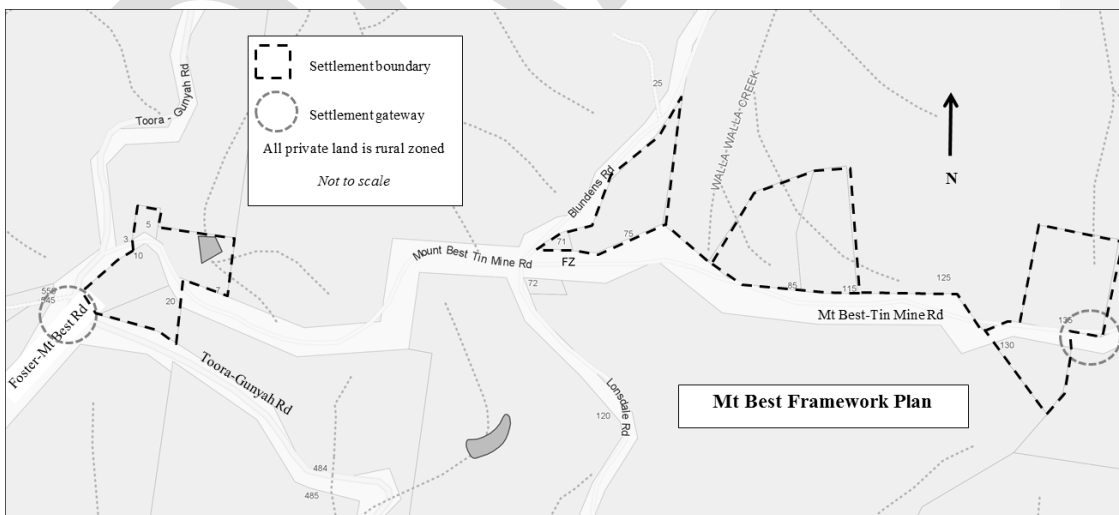 Settlement boundary
Settlement gateway
All private land is rural zoned
Not to scale
Toora - Gunyah Rd
25
WALLA-WALLA-CREEK
N
Blundens Rd
5
3
10
7
20
71
75
FZ
Mount Best Tin Mine Rd
72
85
115
125
Mt Best-Tin Mine Rd
135
130
Foster-Mt Best Rd
Toora-Gunyah Rd
Lonsdale Rd
120
Mt Best Framework Plan
484
485